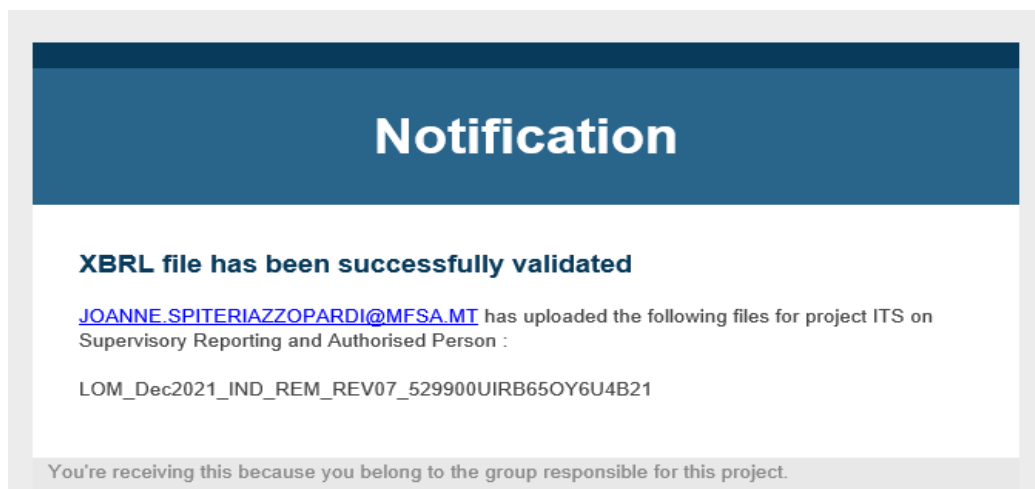 Notification
XBRL file has been successfully validated
JOANNE.SPITERIAZZOPARDI@MFSA.MT has uploaded the following files for project ITS on
Supervisory Reporting and Authorised Person :
LOM_Dec2021_IND_REM_REV07_529900UIRB65OY6U4B21
You're receiving this because you belong to the group responsible for this project.